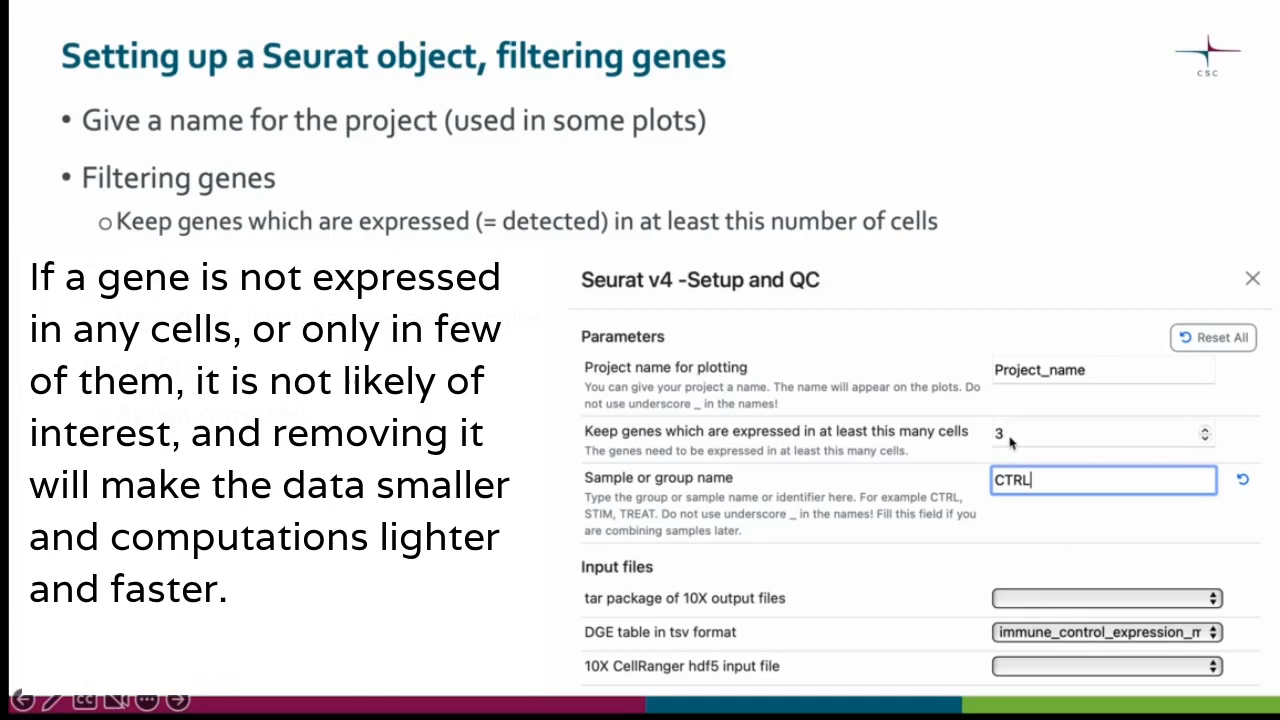 Setting up a Seurat object, filtering genes
CSC
• Give a name for the project (used in some plots)
• Filtering genes
o Keep genes which are expressed (= detected) in at least this number of cells
If a gene is not expressed
in any cells, or only in few
of them, it is not likely of
interest, and removing it
will make the data smaller
and computations lighter
and faster.
Seurat v4 -Setup and QC
Parameters
Reset All
Project name for plotting
Project_name
You can give your project a name. The name will appear on the plots. Do
not use underscore _ in the names!
Keep genes which are expressed in at least this many cells
3
The genes need to be expressed in at least this many cells.
Sample or group name
CTRL
Type the group or sample name or identifier here. For example CTRL,
STIM, TREAT. Do not use underscore _ in the names! Fill this field if you
are combining samples later.
Input files
tar package of 10X output files
DGE table in tsv format
immune_control_expression_m
10X CellRanger hdf5 input file